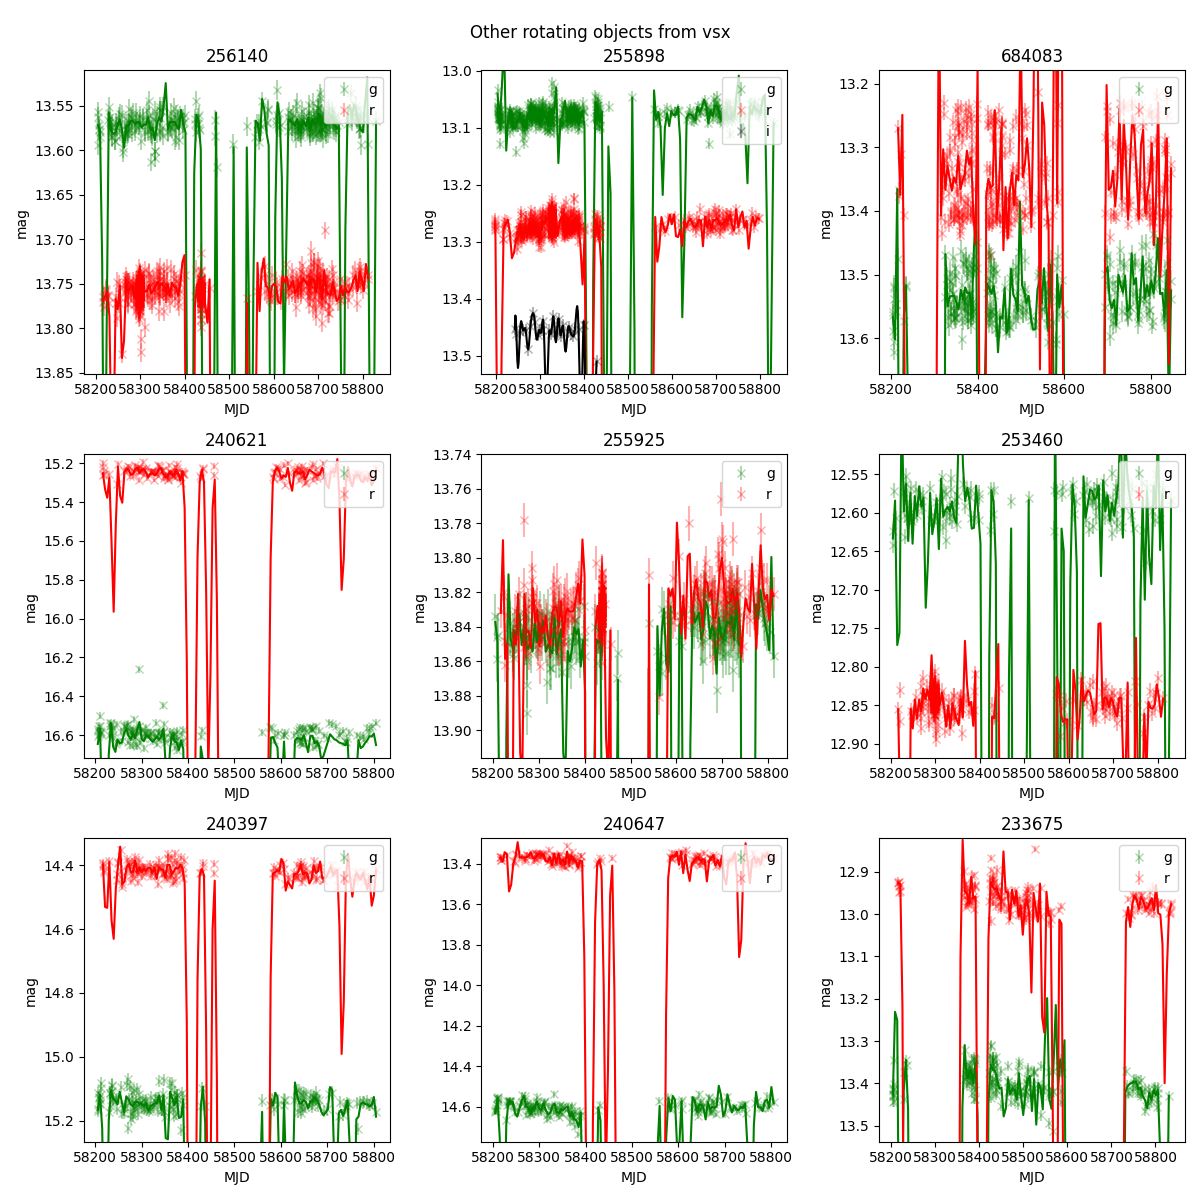 Other rotating objects from vsx
256140
13.55
13.60
13.65
13.70
13.75
13.80
13.85
mag
g
r
58200 58300 58400 58500 58600 58700 58800
MJD
255898
13.0
13.1
13.2
13.3
13.4
13.5
mag
g
r
i
58200 58300 58400 58500 58600 58700 58800
MJD
684083
13.2
13.3
13.4
13.5
13.6
mag
g
r
58200 58400 58600 58800
MJD
240621
15.2
15.4
15.6
15.8
16.0
16.2
16.4
16.6
mag
g
r
58200 58300 58400 58500 58600 58700 58800
MJD
255925
13.74
13.76
13.78
13.80
13.82
13.84
13.86
13.88
13.90
mag
g
r
58200 58300 58400 58500 58600 58700 58800
MJD
253460
12.55
12.60
12.65
12.70
12.75
12.80
12.85
12.90
mag
g
r
58200 58300 58400 58500 58600 58700 58800
MJD
240397
14.4
14.6
14.8
15.0
15.2
mag
g
r
58200 58300 58400 58500 58600 58700 58800
MJD
240647
13.4
13.6
13.8
14.0
14.2
14.4
14.6
mag
g
r
58200 58300 58400 58500 58600 58700 58800
MJD
233675
12.9
13.0
13.1
13.2
13.3
13.4
13.5
mag
g
r
58200 58300 58400 58500 58600 58700 58800
MJD